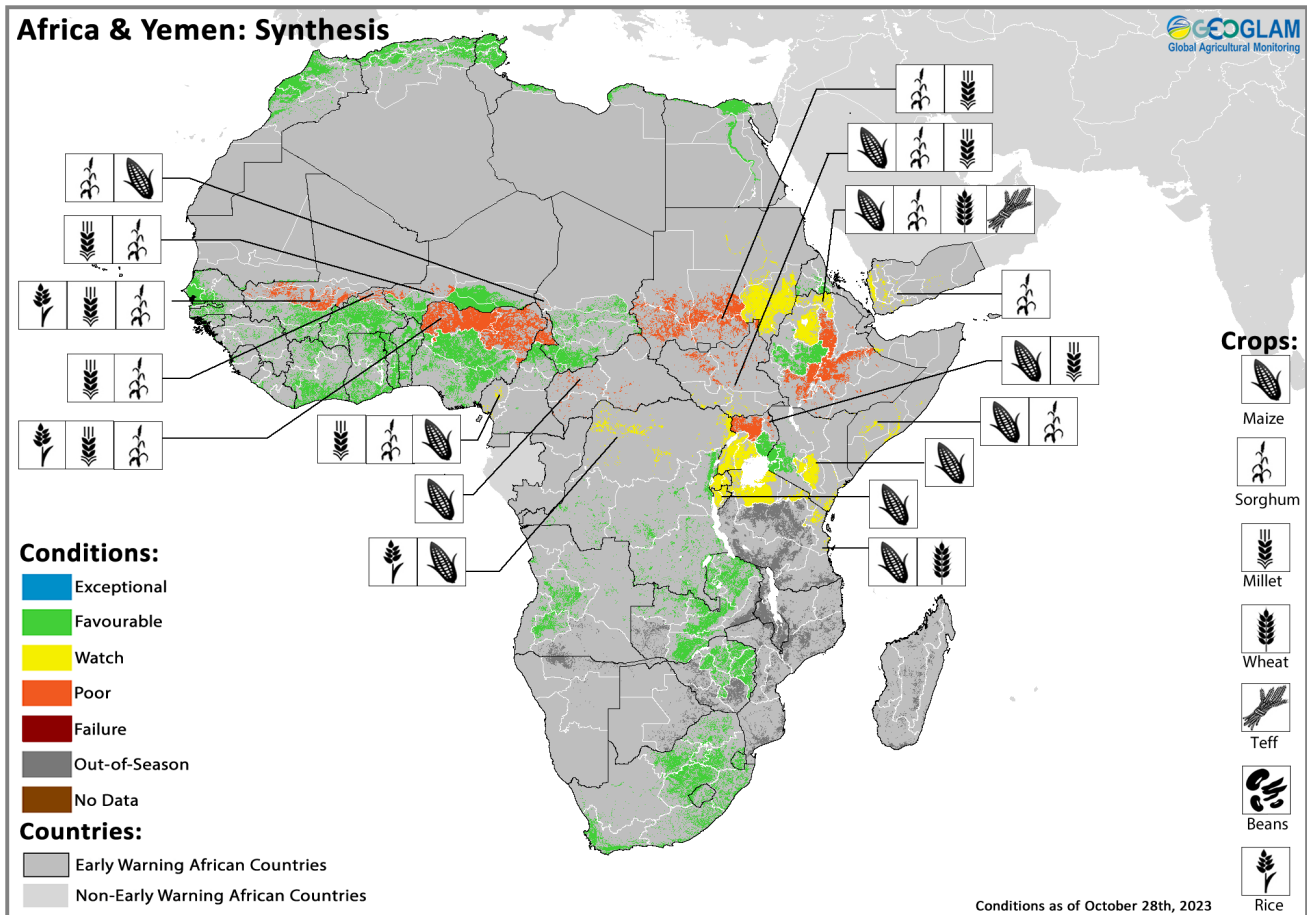 Africa & Yemen: Synthesis
GEOGLAM
Global Agricultural Monitoring
Crops:
Maize
Sorghum
Millet
Wheat
Teff
Beans
Rice
Conditions:
Exceptional
Favourable
Watch
Poor
Failure
Out-of-Season
No Data
Countries:
Early Warning African Countries
Non-Early Warning African Countries
Conditions as of October 28th, 2023